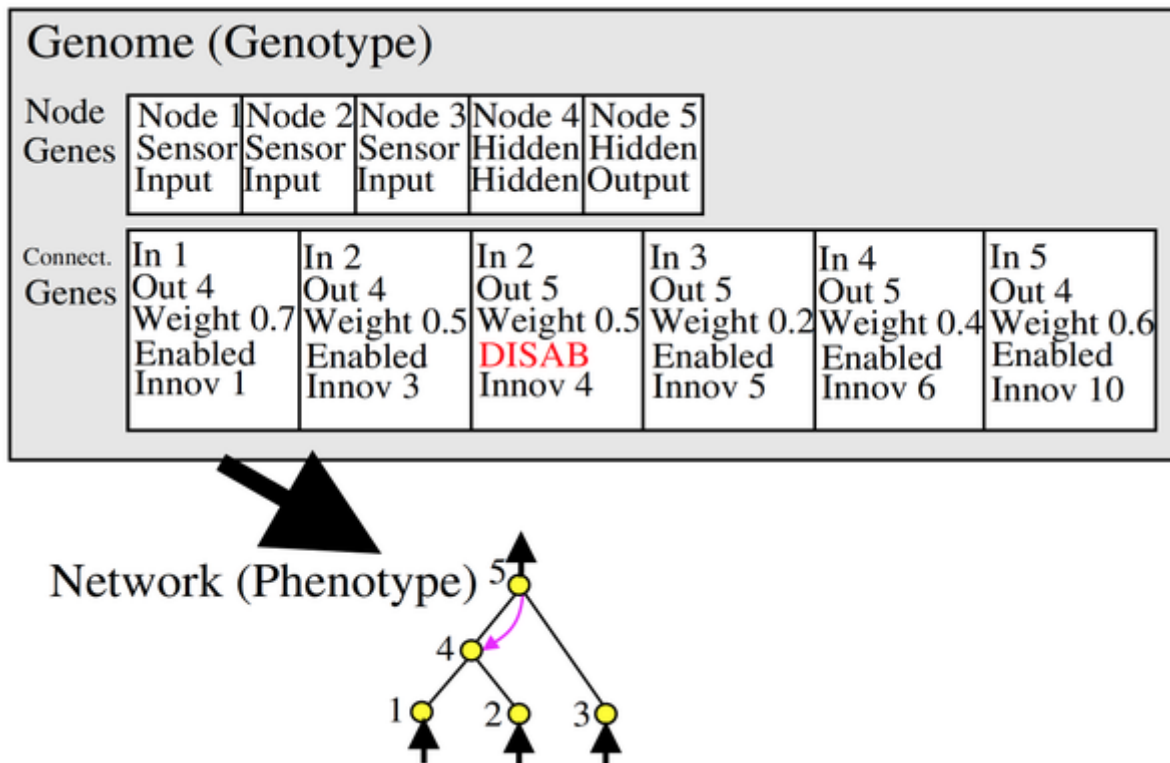 Genome (Genotype)
Node Genes
Node 1 Sensor Input
Node 2 Sensor Input
Node 3 Sensor Input
Node 4 Hidden Hidden
Node 5 Hidden Output
Connect. Genes
In 1
Out 4
Weight 0.7
Enabled
Innov 1
In 2
Out 4
Weight 0.5
Enabled
Innov 3
In 2
Out 5
Weight 0.5
DISAB
Innov 4
In 3
Out 5
Weight 0.2
Enabled
Innov 5
In 4
Out 5
Weight 0.4
Enabled
Innov 6
In 5
Out 4
Weight 0.6
Enabled
Innov 10
Network (Phenotype)
5
4
1
2
3